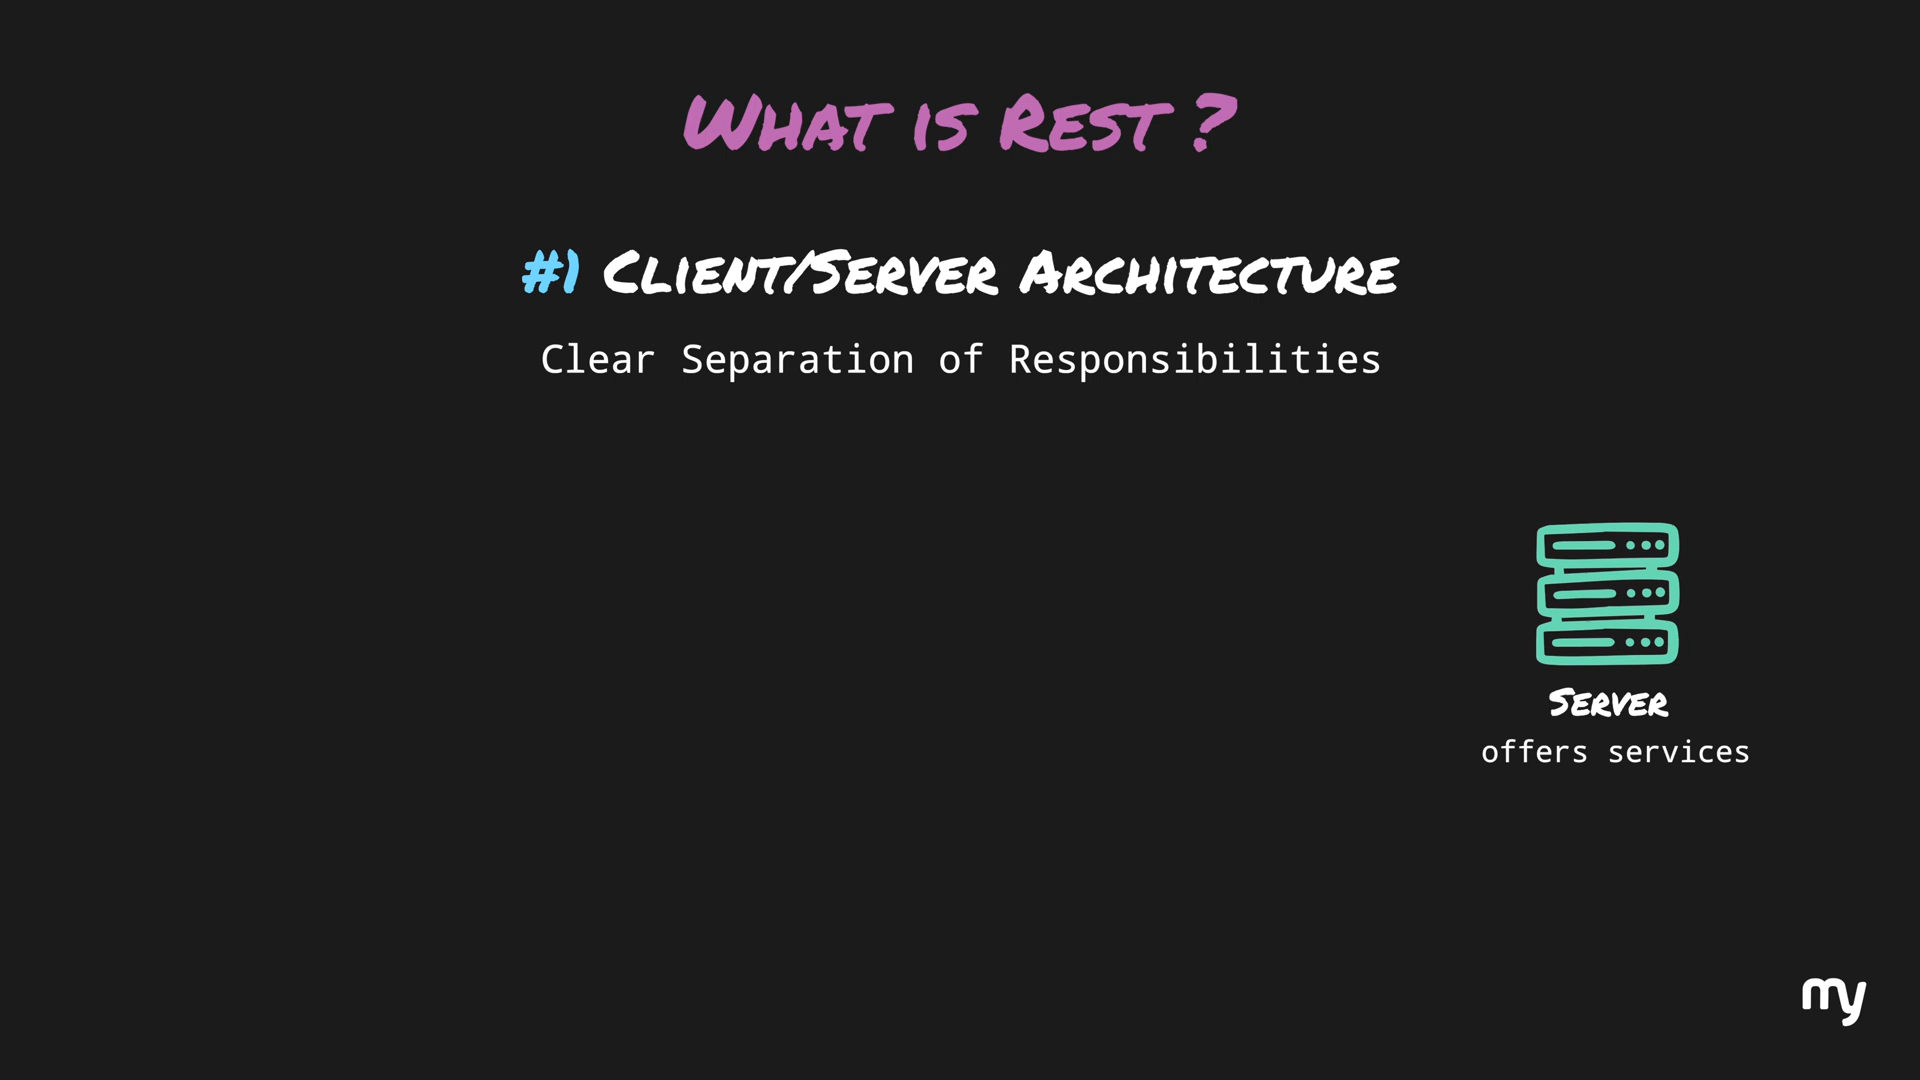 What is Rest ?
#1 Client/Server Architecture
Clear Separation of Responsibilities
Server
offers services
my